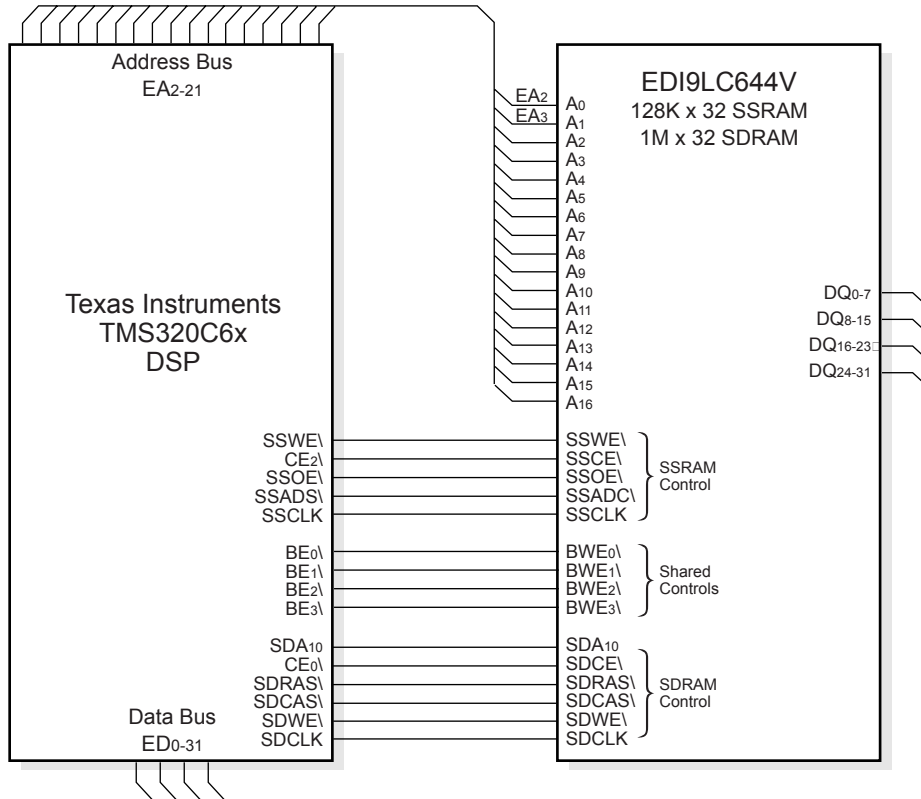 Address Bus
EA2-21
Texas Instruments
TMS320C6x
DSP
SSWE\
CE2\
SSOE\
SSADS\
SSCLK
BE0\
BE1\
BE2\
BE3\
SDA10
CE0\
SDRAS\
SDCAS\
SDWE\
SDCLK
Data Bus
ED0-31
EA2
EA3
EDI9LC644V
128K x 32 SSRAM
1M x 32 SDRAM
A0
A1
A2
A3
A4
A5
A6
A7
A8
A9
A10
A11
A12
A13
A14
A15
A16
DQ0-7
DQ8-15
DQ16-23
DQ24-31
SSWE\
SSCE\
SSOE\
SSADC\
SSCLK
SSRAM
Control
BWE0\
BWE1\
BWE2\
BWE3\
Shared
Controls
SDA10
SDCE\
SDRAS\
SDCAS\
SDWE\
SDCLK
SDRAM
Control